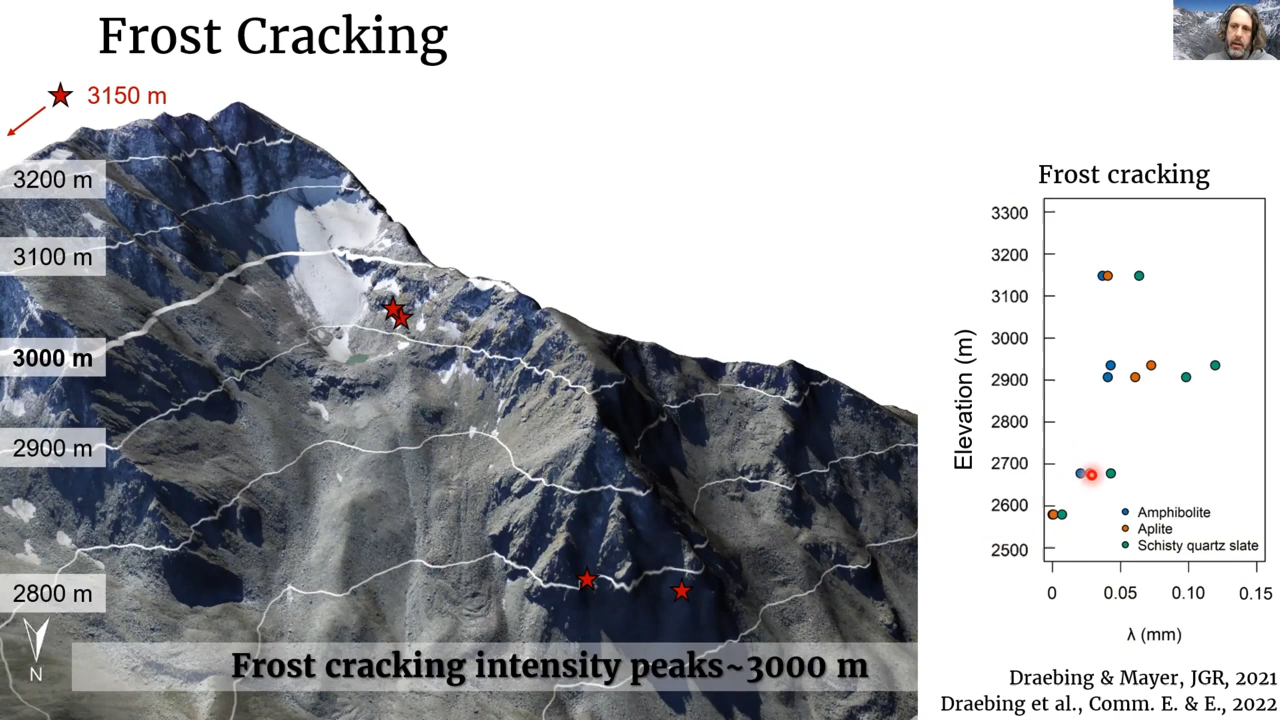 Frost Cracking
3150 m
3200 m
3100 m
3000 m
2900 m
2800 m
N
Frost cracking intensity peaks~3000 m
Frost cracking
Elevation (m)
3300
3200
3100
3000
2900
2800
2700
2600
2500
Amphibolite
Aplite
Schisty quartz slate
0 0.05 0.10 0.15
λ (mm)
Draebing & Mayer, JGR, 2021
Draebing et al., Comm. E. & E., 2022